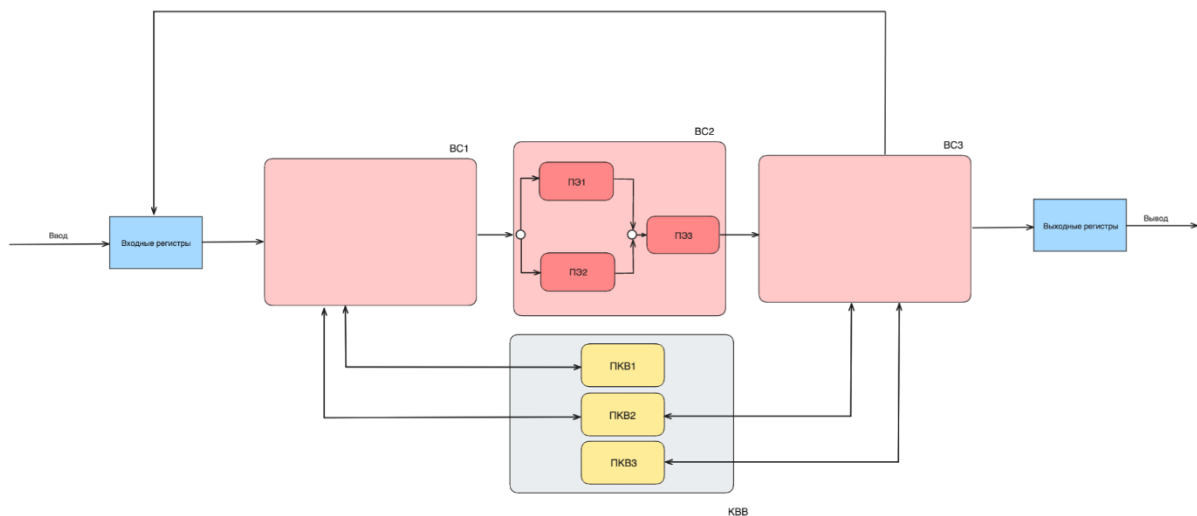 ВС2
ВС1
ВС3
ПЭ1
Ввод
Входные регистры
ПЭ3
Выходные регистры
Вывод
ПЭ2
ПКВ1
ПКВ2
ПКВ3
КВВ